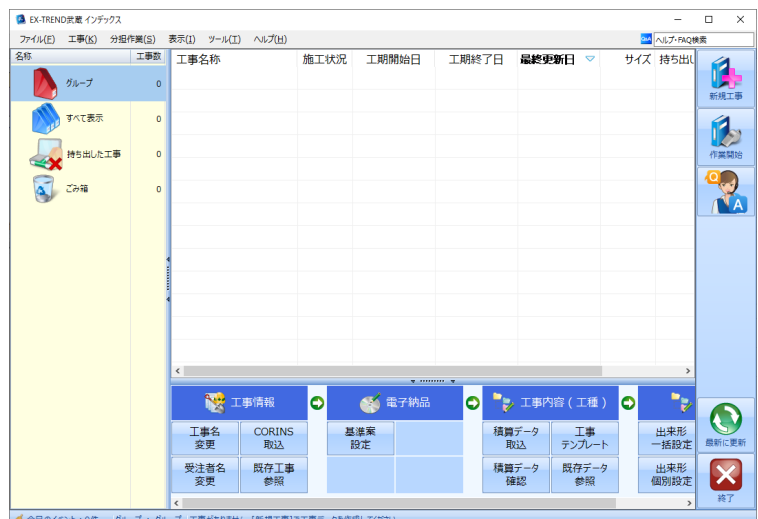 EX-TREND武蔵 インデックス
ファイル(F) 工事(K) 分担作業(S) 表示(I) ツール(T) ヘルプ(H)
Q&A ヘルプ・FAQ検索
名称 工事数
グループ 0
すべて表示 0
持ち出した工事 0
ごみ箱 0
工事名称 施工状況 工期開始日 工期終了日 最終更新日 サイズ 持ち出し
新規工事
作業開始
Q
A
最新に更新
終了
工事情報 電子納品 工事内容(工種)
工事名
変更
CORINS
取込
基準案
設定
積算データ
取込
工事
テンプレート
出来形
一括設定
受注者名
変更
既存工事
参照
積算データ
確認
既存データ
参照
出来形
個別設定